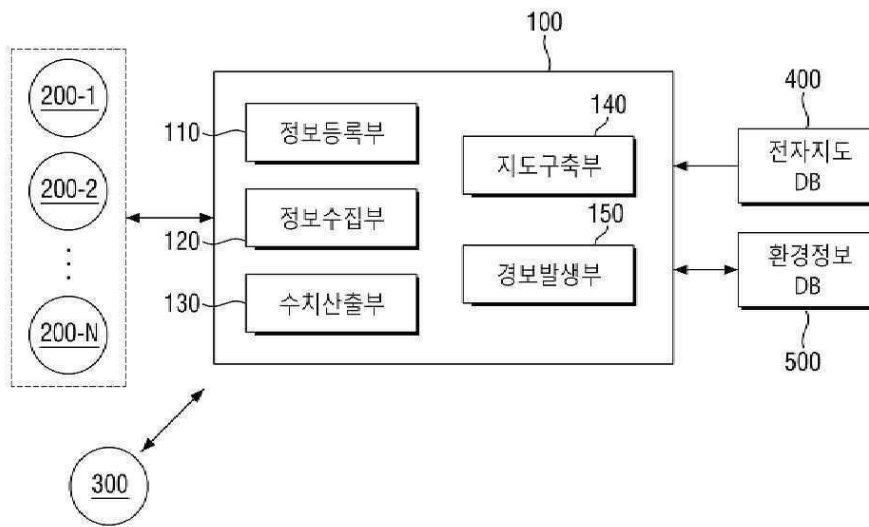 100
200-1
200-2
⋮
200-N
110
정보등록부
120
정보수집부
130
수치산출부
140
지도구축부
150
경보발생부
400
전자지도
DB
환경정보
DB
500
300